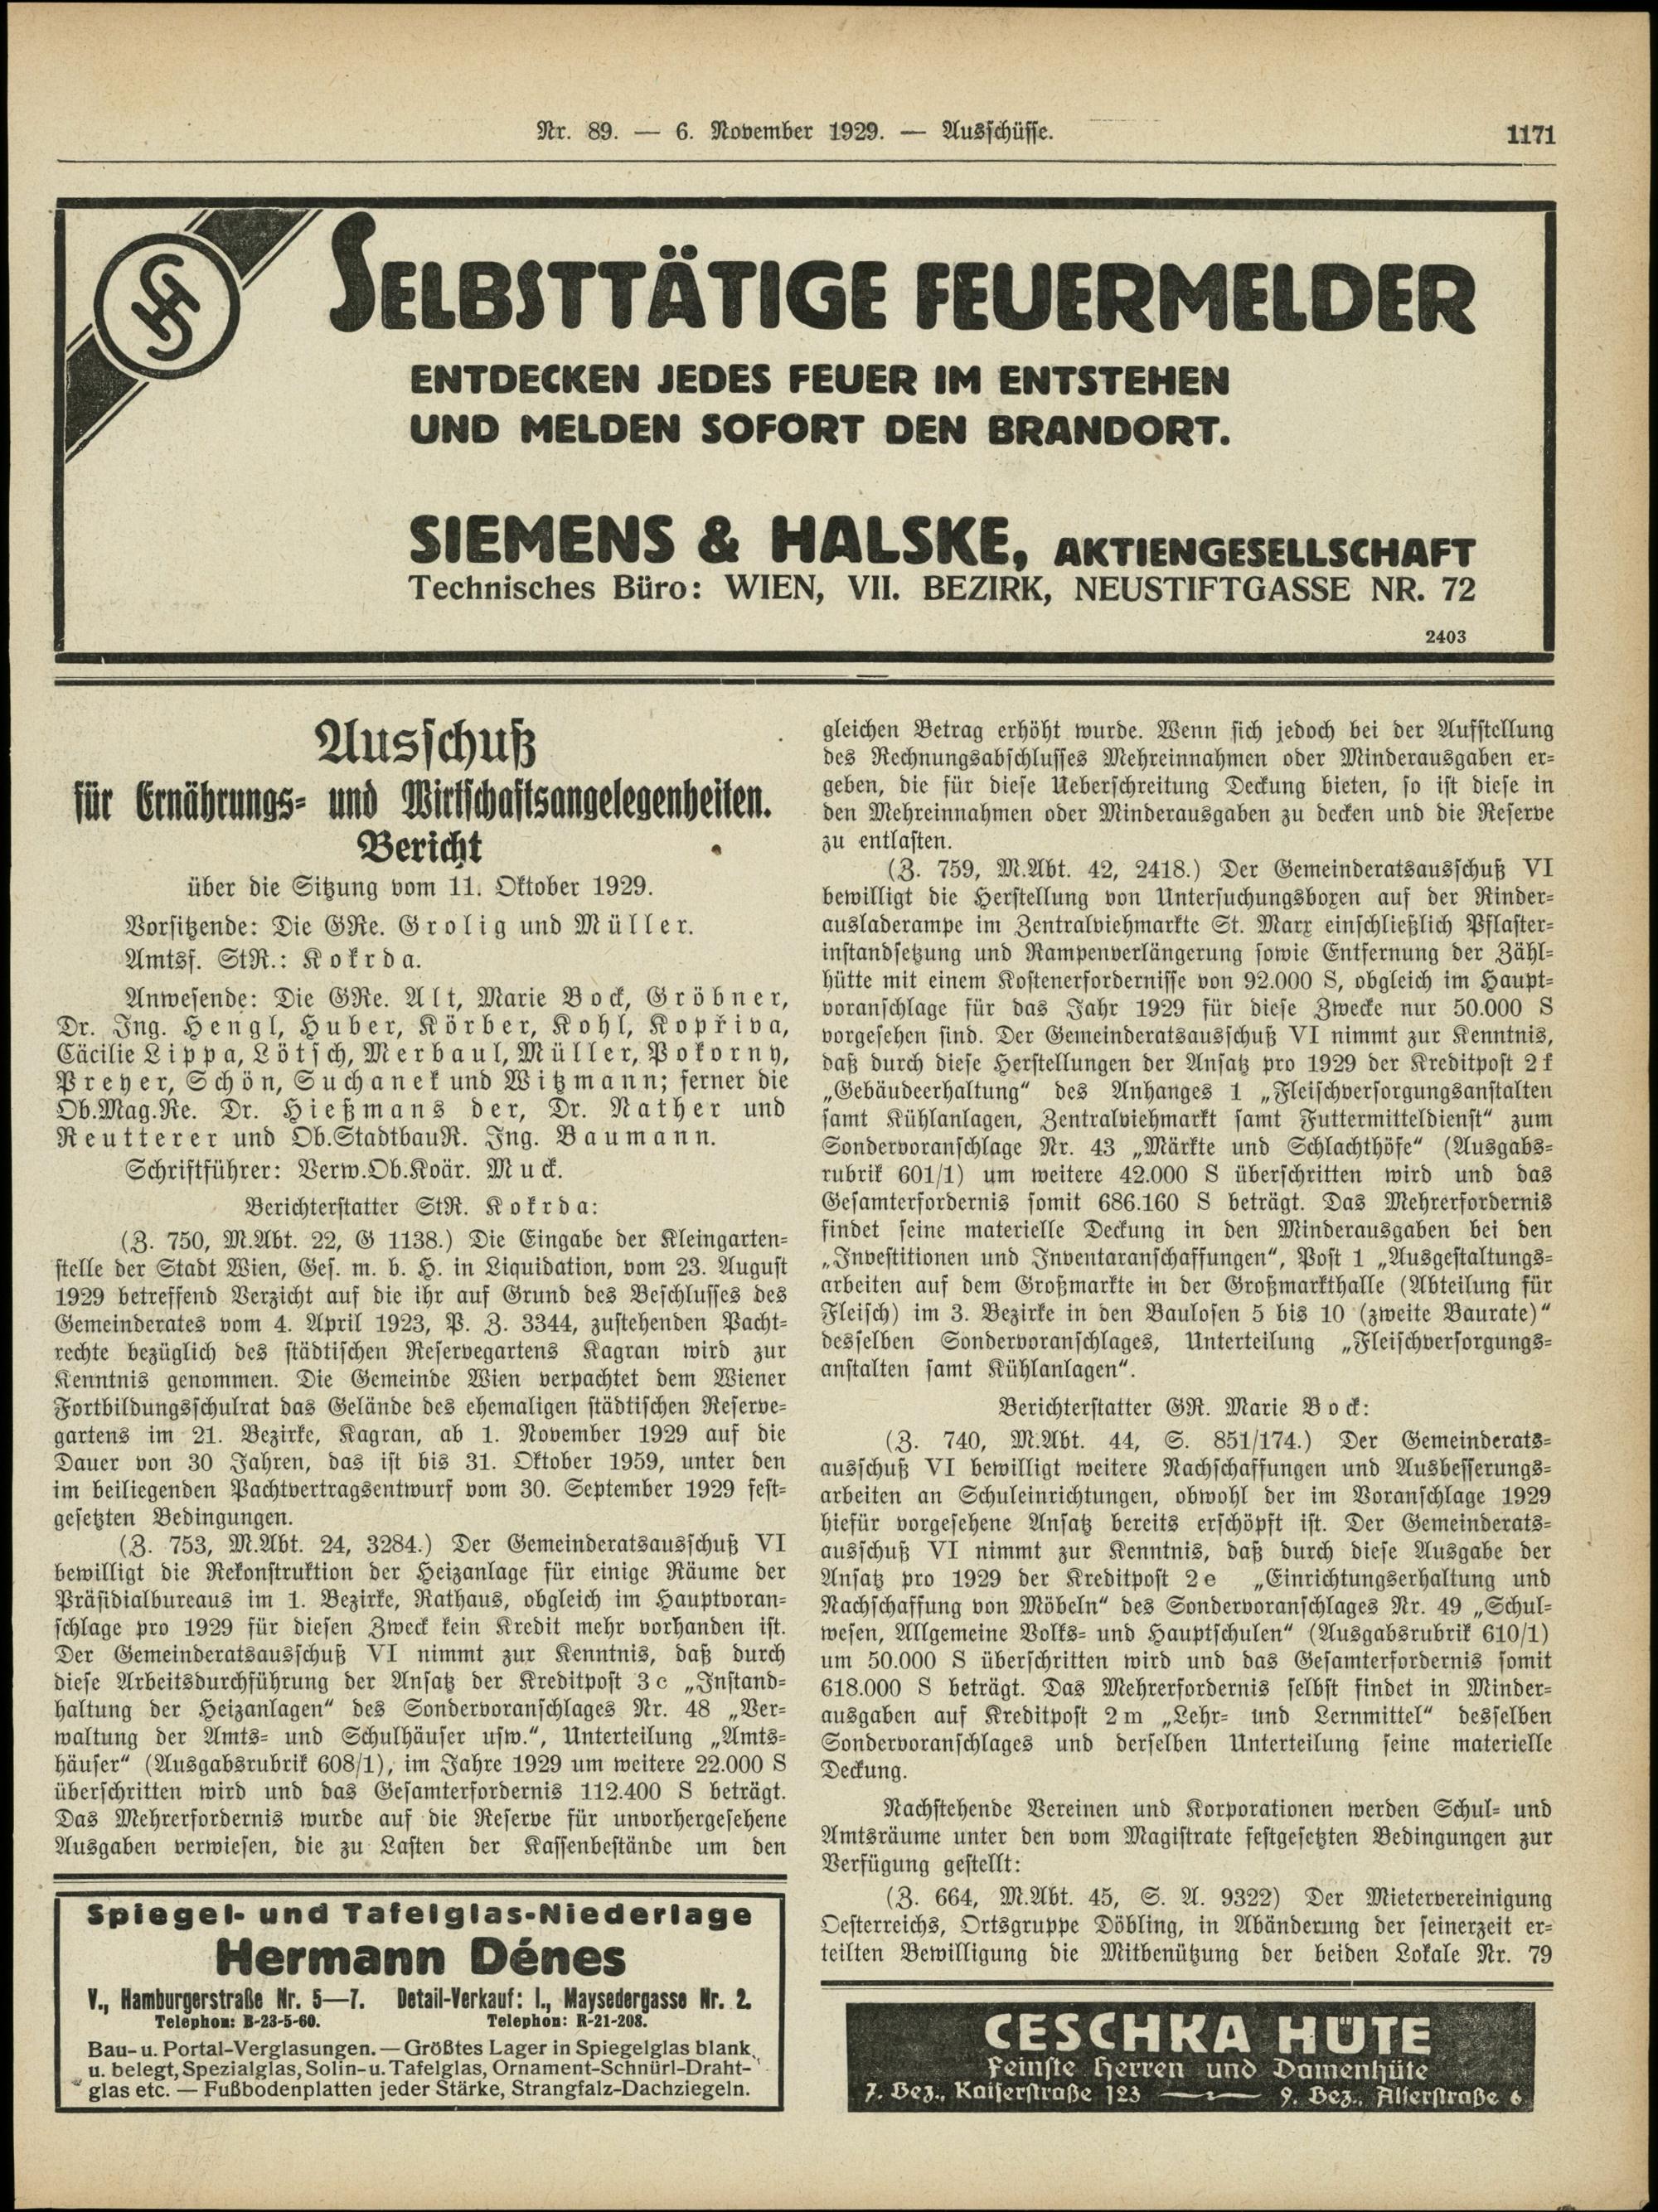 Nr. 89. — 6. November 1929. — Ausschüsse.
1171
SELBSTTÄTIGE FEUERMELDER
ENTDECKEN JEDES FEUER IM ENTSTEHEN
UND MELDEN SOFORT DEN BRANDORT.
SIEMENS & HALSKE, AKTIENGESELLSCHAFT
Technisches Büro: WIEN, VII. BEZIRK, NEUSTIFTGASSE NR. 72
2403
Ausschuß
für Ernährungs- und Wirtschaftsangelegenheiten.
Bericht
über die Sitzung vom 11. Oktober 1929.
Vorsitzende: Die GRe. Grolig und Müller.
Amtsf. StR.: Kokrda.
Anwesende: Die GRe. Alt, Marie Bock, Gröbner,
Dr. Ing. Hengl, Huber, Körber, Kohl, Kopřiva,
Cäcilie Lippa, Lötsch, Merbaul, Müller, Pokorny,
Preyer, Schön, Suchanek und Witzmann; ferner die
Ob.Mag.Re. Dr. Hießmans der, Dr. Nather und
Reutterer und Ob.StadtbauR. Ing. Baumann.
Schriftführer: Verw.Ob.Koär. Muck.
Berichterstatter StR. Kokrda:
(Z. 750, M.Abt. 22, G 1138.) Die Eingabe der Kleingarten-
stelle der Stadt Wien, Ges. m. b. H. in Liquidation, vom 23. August
1929 betreffend Verzicht auf die ihr auf Grund des Beschlusses des
Gemeinderates vom 4. April 1923, P. Z. 3344, zustehenden Pacht-
rechte bezüglich des städtischen Reservegartens Kagran wird zur
Kenntnis genommen. Die Gemeinde Wien verpachtet dem Wiener
Fortbildungsschulrat das Gelände des ehemaligen städtischen Reserve-
gartens im 21. Bezirke, Kagran, ab 1. November 1929 auf die
Dauer von 30 Jahren, das ist bis 31. Oktober 1959, unter den
im beiliegenden Pachtvertragsentwurf vom 30. September 1929 fest-
gesetzten Bedingungen.
(Z. 753, M.Abt. 24, 3284.) Der Gemeinderatsausschuß VI
bewilligt die Rekonstruktion der Heizanlage für einige Räume der
Präsidialbureaus im 1. Bezirke, Rathaus, obgleich im Hauptvoran-
schlage pro 1929 für diesen Zweck kein Kredit mehr vorhanden ist.
Der Gemeinderatsausschuß VI nimmt zur Kenntnis, daß durch
diese Arbeitsdurchführung der Ansatz der Kreditpost 3 c „Instand-
haltung der Heizanlagen“ des Sondervoranschlages Nr. 48 „Ver-
waltung der Amts- und Schulhäuser usw.“, Unterteilung „Amts-
häuser“ (Ausgabsrubrik 608/1), im Jahre 1929 um weitere 22.000 S
überschritten wird und das Gesamterfordernis 112.400 S beträgt.
Das Mehrerfordernis wurde auf die Reserve für unvorhergesehene
Ausgaben verwiesen, die zu Lasten der Kassenbestände um den
Spiegel- und Tafelglas-Niederlage
Hermann Dénes
V., Hamburgerstraße Nr. 5—7. Detail-Verkauf: I., Maysedergasse Nr. 2.
Telephon: B-23-5-60. Telephon: R-21-208.
Bau- u. Portal-Verglasungen. — Größtes Lager in Spiegelglas blank
u. belegt, Spezialglas, Solin- u. Tafelglas, Ornament-Schnürl-Draht-
glas etc. — Fußbodenplatten jeder Stärke, Strangfalz-Dachziegeln.
gleichen Betrag erhöht wurde. Wenn sich jedoch bei der Aufstellung
des Rechnungsabschlusses Mehreinnahmen oder Minderausgaben er-
geben, die für diese Ueberschreitung Deckung bieten, so ist diese in
den Mehreinnahmen oder Minderausgaben zu decken und die Reserve
zu entlasten.
(Z. 759, M.Abt. 42, 2418.) Der Gemeinderatsausschuß VI
bewilligt die Herstellung von Untersuchungsboxen auf der Rinder-
ausladerampe im Zentralviehmarkte St. Marx einschließlich Pflaster-
instandsetzung und Rampenverlängerung sowie Entfernung der Zähl-
hütte mit einem Kostenerfordernisse von 92.000 S, obgleich im Haupt-
voranschlage für das Jahr 1929 für diese Zwecke nur 50.000 S
vorgesehen sind. Der Gemeinderatsausschuß VI nimmt zur Kenntnis,
daß durch diese Herstellungen der Ansatz pro 1929 der Kreditpost 2 f
„Gebäudeerhaltung“ des Anhanges 1 „Fleischversorgungsanstalten
samt Kühlanlagen, Zentralviehmarkt samt Futtermitteldienst“ zum
Sondervoranschlage Nr. 43 „Märkte und Schlachthöfe“ (Ausgabs-
rubrik 601/1) um weitere 42.000 S überschritten wird und das
Gesamterfordernis somit 686.160 S beträgt. Das Mehrerfordernis
findet seine materielle Deckung in den Minderausgaben bei den
„Investitionen und Inventaranschaffungen“, Post 1 „Ausgestaltungs-
arbeiten auf dem Großmarkte in der Großmarkthalle (Abteilung für
Fleisch) im 3. Bezirke in den Baulosen 5 bis 10 (zweite Baurate)“
desselben Sondervoranschlages, Unterteilung „Fleischversorgungs-
anstalten samt Kühlanlagen“.
Berichterstatter GR. Marie Bock:
(Z. 740, M.Abt. 44, S. 851/174.) Der Gemeinderats-
ausschuß VI bewilligt weitere Nachschaffungen und Ausbesserungs-
arbeiten an Schuleinrichtungen, obwohl der im Voranschlage 1929
hiefür vorgesehene Ansatz bereits erschöpft ist. Der Gemeinderats-
ausschuß VI nimmt zur Kenntnis, daß durch diese Ausgabe der
Ansatz pro 1929 der Kreditpost 2 e „Einrichtungserhaltung und
Nachschaffung von Möbeln“ des Sondervoranschlages Nr. 49 „Schul-
wesen, Allgemeine Volks- und Hauptschulen“ (Ausgabsrubrik 610/1)
um 50.000 S überschritten wird und das Gesamterfordernis somit
618.000 S beträgt. Das Mehrerfordernis selbst findet in Minder-
ausgaben auf Kreditpost 2 m „Lehr- und Lernmittel“ desselben
Sondervoranschlages und derselben Unterteilung seine materielle
Deckung.
Nachstehende Vereinen und Korporationen werden Schul- und
Amtsräume unter den vom Magistrate festgesetzten Bedingungen zur
Verfügung gestellt:
(Z. 664, M.Abt. 45, S. A. 9322) Der Mietervereinigung
Oesterreichs, Ortsgruppe Döbling, in Abänderung der seinerzeit er-
teilten Bewilligung die Mitbenützung der beiden Lokale Nr. 79
CESCHKA HÜTE
Feinste Herren und Damenhüte
7. Bez., Kaiserstraße 123 — 9. Bez., Alserstraße 6